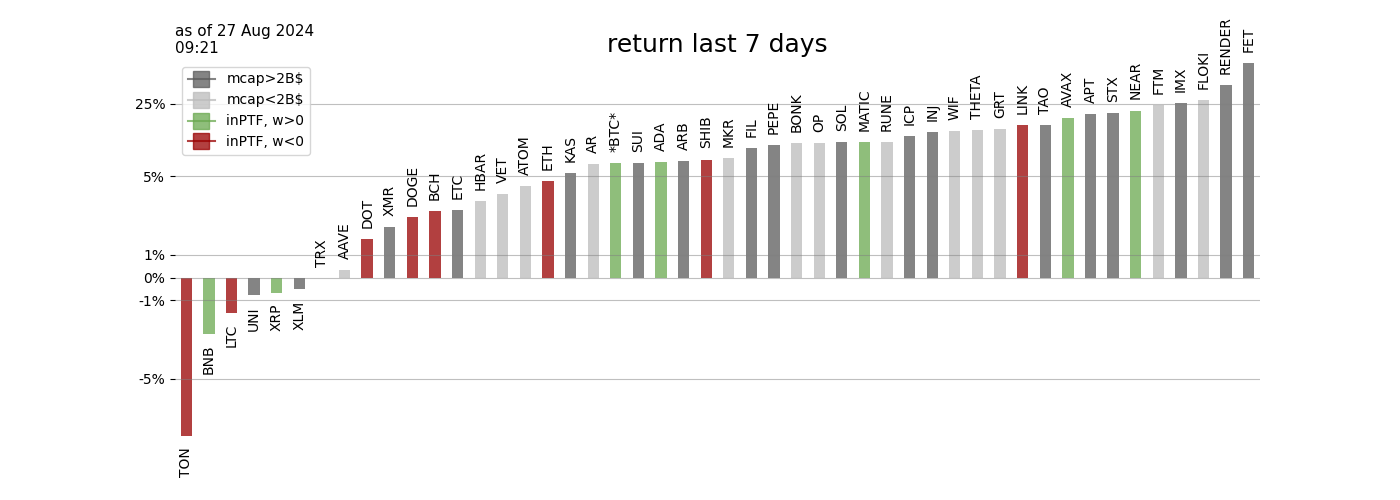 as of 27 Aug 2024
09:21
return last 7 days
mcap>2B$
mcap<2B$
inPTF, w>0
inPTF, w<0
25%
5%
1%
0%
-1%
-5%
TON
BNB
LTC
UNI
XRP
XLM
TRX
AAVE
DOT
XMR
DOGE
BCH
ETC
HBAR
VET
ATOM
ETH
KAS
AR
*BTC*
SUI
ADA
ARB
SHIB
MKR
FIL
PEPE
BONK
OP
SOL
MATIC
RUNE
ICP
INJ
WIF
THETA
GRT
LINK
TAO
AVAX
APT
STX
NEAR
FTM
IMX
FLOKI
RENDER
FET